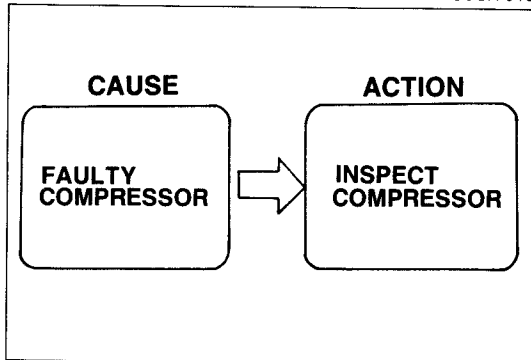 CAUSE
ACTION
FAULTY
COMPRESSOR
INSPECT
COMPRESSOR